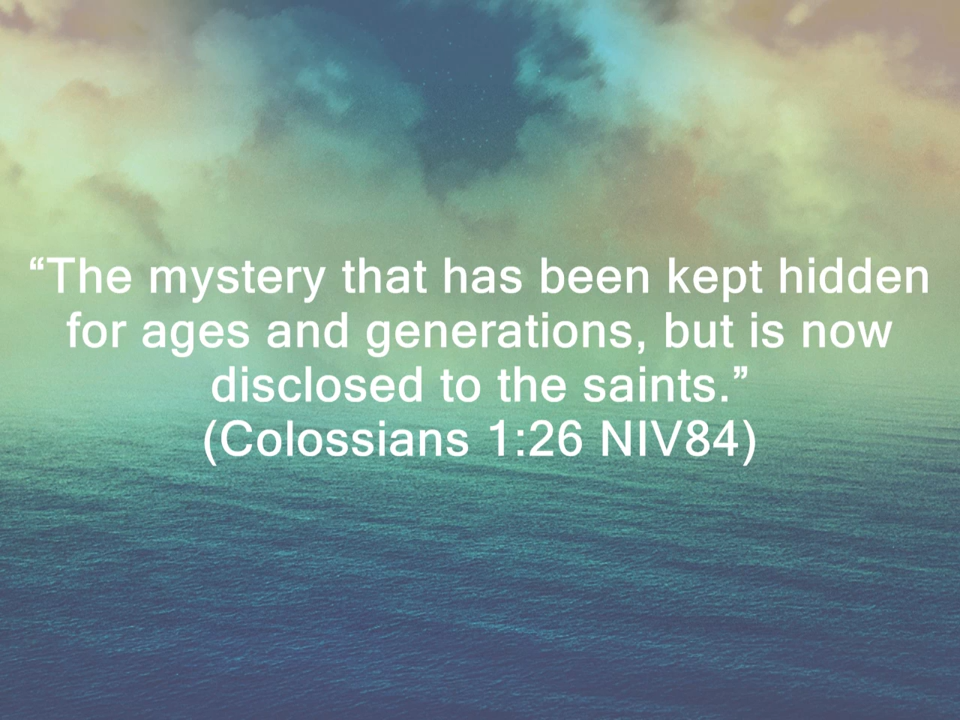 “The mystery that has been kept hidden
for ages and generations, but is now
disclosed to the saints.”
(Colossians 1:26 NIV84)